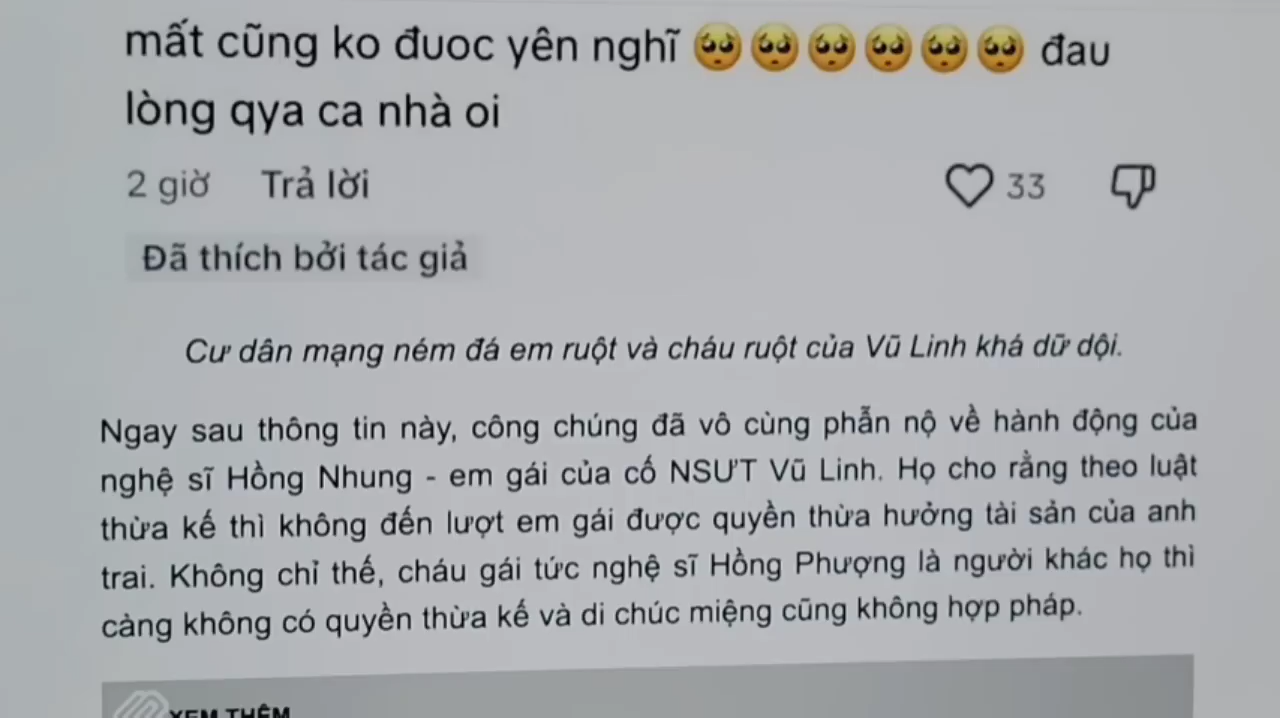 mất cũng ko đuoc yên nghĩ 🥺🥺🥺🥺🥺🥺 đau
lòng qya ca nhà oi
2 giờ Trả lời 33
Đã thích bởi tác giả
Cư dân mạng ném đá em ruột và cháu ruột của Vũ Linh khá dữ dội.
Ngay sau thông tin này, công chúng đã vô cùng phẫn nộ về hành động của
nghệ sĩ Hồng Nhung - em gái của cố NSƯT Vũ Linh. Họ cho rằng theo luật
thừa kế thì không đến lượt em gái được quyền thừa hưởng tài sản của anh
trai. Không chỉ thế, cháu gái tức nghệ sĩ Hồng Phượng là người khác họ thì
càng không có quyền thừa kế và di chúc miệng cũng không hợp pháp.
XEM THÊM